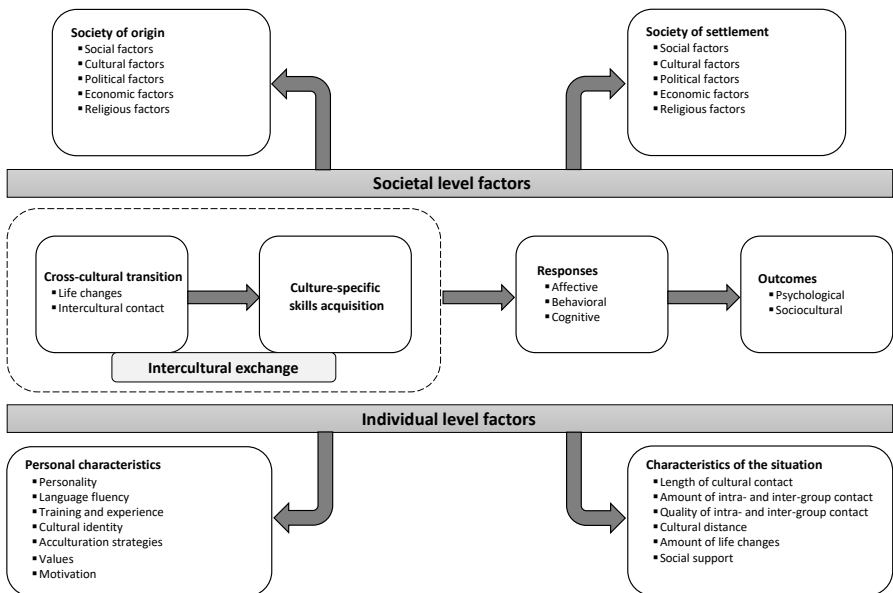 Society of origin
▪ Social factors
▪ Cultural factors
▪ Political factors
▪ Economic factors
▪ Religious factors
Society of settlement
▪ Social factors
▪ Cultural factors
▪ Political factors
▪ Economic factors
▪ Religious factors
Societal level factors
Cross-cultural transition
▪ Life changes
▪ Intercultural contact
Culture-specific
skills acquisition
Intercultural exchange
Responses
▪ Affective
▪ Behavioral
▪ Cognitive
Outcomes
▪ Psychological
▪ Sociocultural
Individual level factors
Personal characteristics
▪ Personality
▪ Language fluency
▪ Training and experience
▪ Cultural identity
▪ Acculturation strategies
▪ Values
▪ Motivation
Characteristics of the situation
▪ Length of cultural contact
▪ Amount of intra- and inter-group contact
▪ Quality of intra- and inter-group contact
▪ Cultural distance
▪ Amount of life changes
▪ Social support